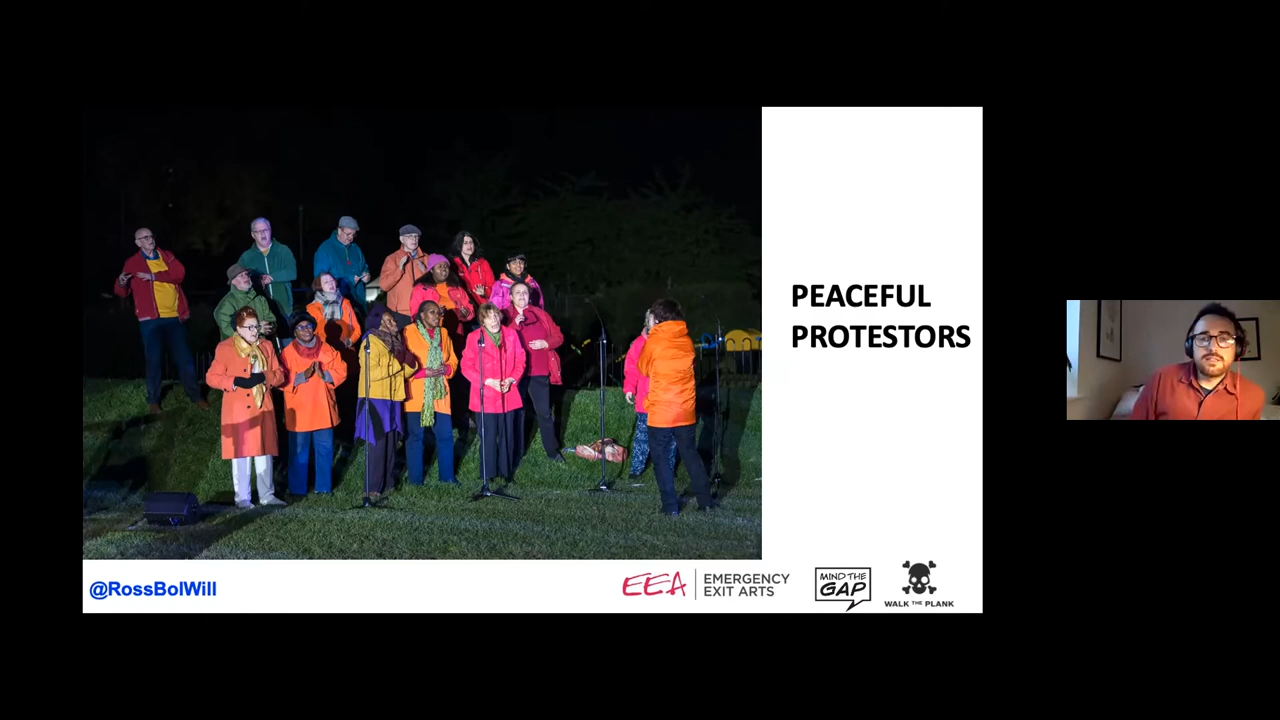 PEACEFUL
PROTESTORS
@RossBolWill
EEA
EMERGENCY
EXIT ARTS
MIND THE
GAP
WALK THE PLANK